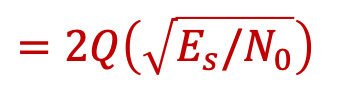 = 2Q(√E_s/N_0)